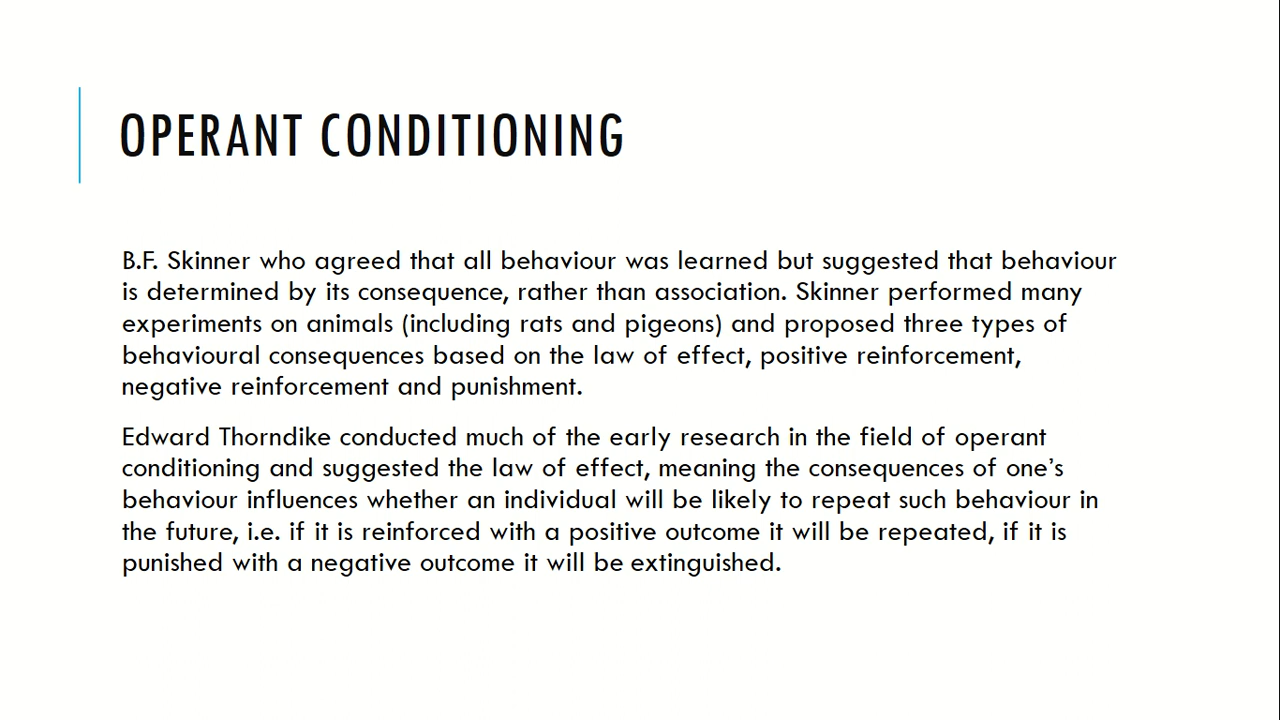 OPERANT CONDITIONING
B.F. Skinner who agreed that all behaviour was learned but suggested that behaviour
is determined by its consequence, rather than association. Skinner performed many
experiments on animals (including rats and pigeons) and proposed three types of
behavioural consequences based on the law of effect, positive reinforcement,
negative reinforcement and punishment.
Edward Thorndike conducted much of the early research in the field of operant
conditioning and suggested the law of effect, meaning the consequences of one’s
behaviour influences whether an individual will be likely to repeat such behaviour in
the future, i.e. if it is reinforced with a positive outcome it will be repeated, if it is
punished with a negative outcome it will be extinguished.